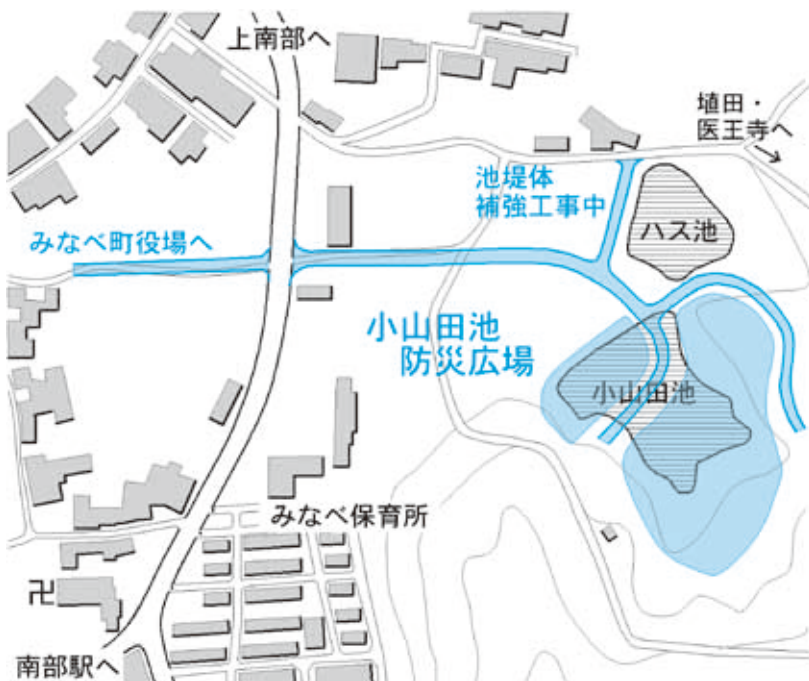 上南部へ
埴田・
医王寺へ
池堤体
補強工事中
ハス池
みなべ町役場へ
小山田池
防災広場
小山田池
みなべ保育所
卍
南部駅へ